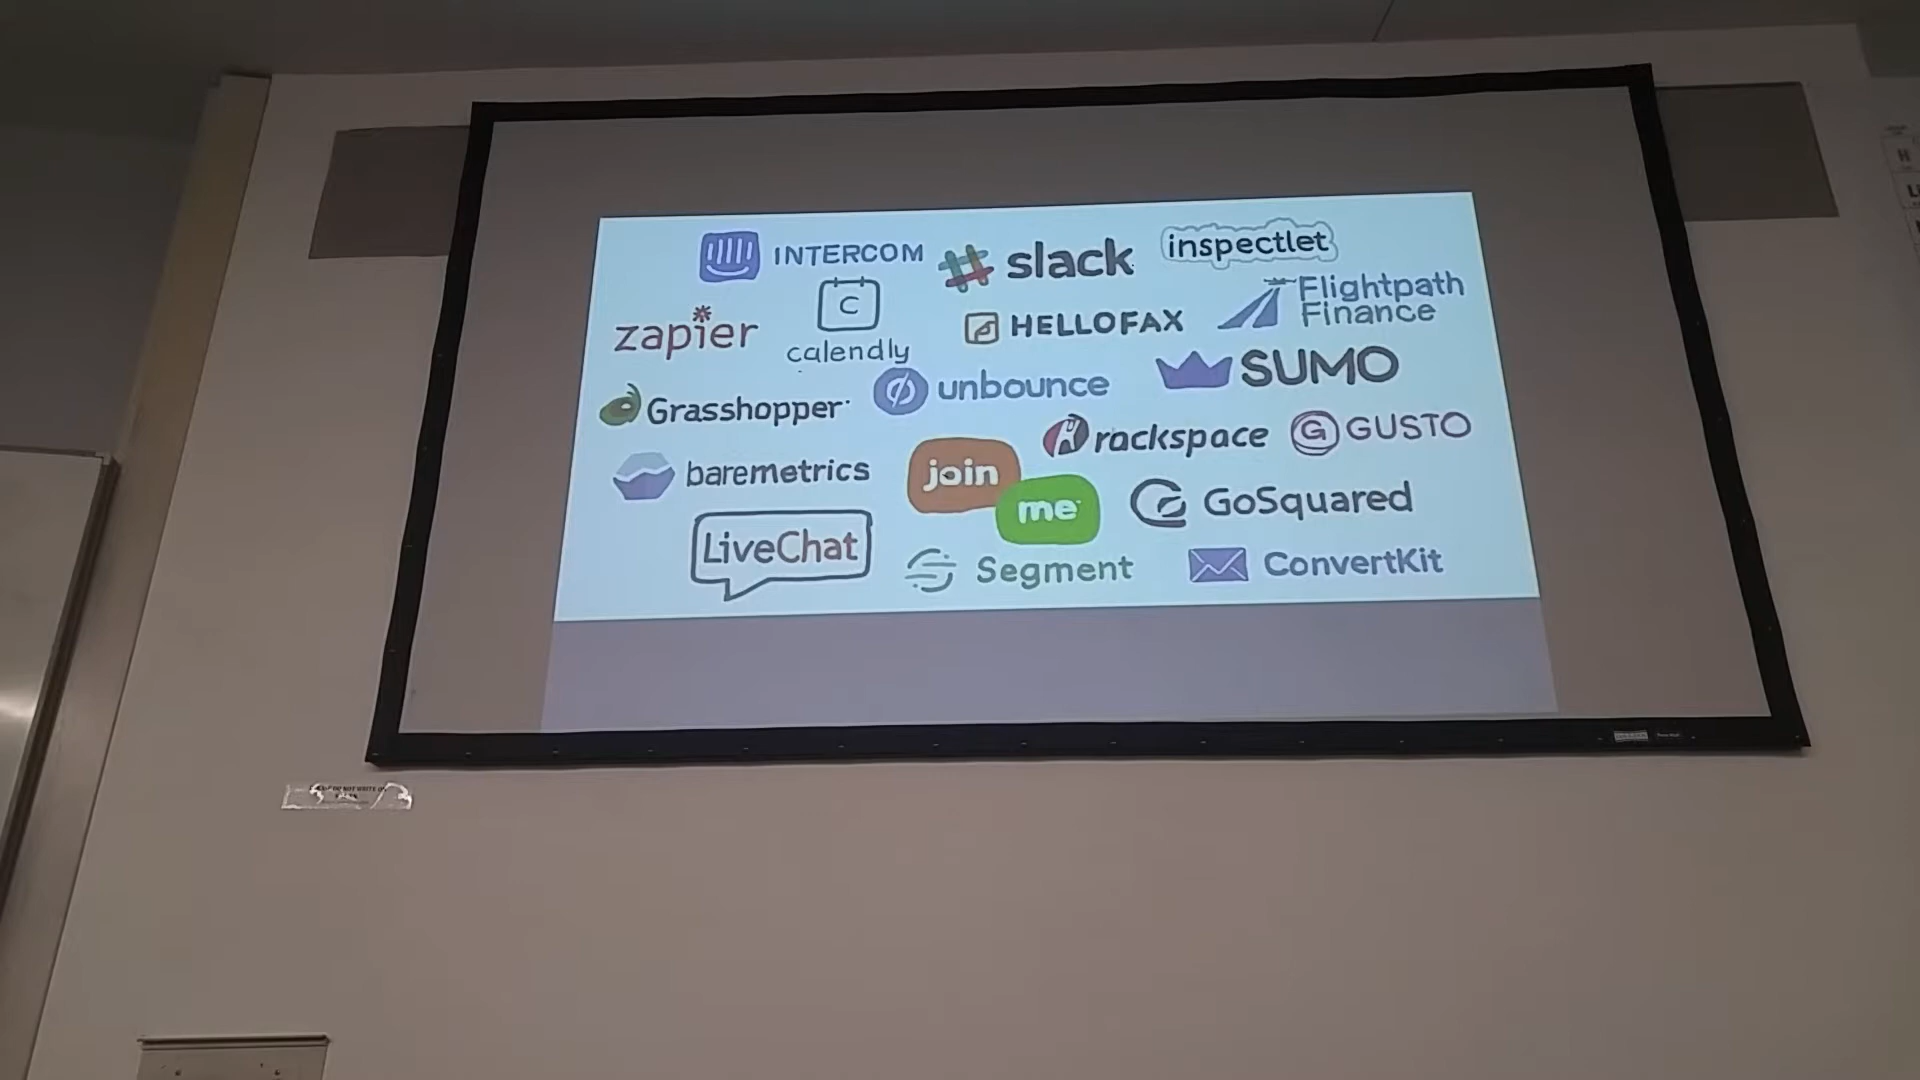 INTERCOM
slack
inspectlet
zapier
C
calendly
HELLOFAX
Flightpath
Finance
Grasshopper
unbounce
SUMO
baremetrics
join
me
rackspace
G GUSTO
GoSquared
LiveChat
Segment
ConvertKit